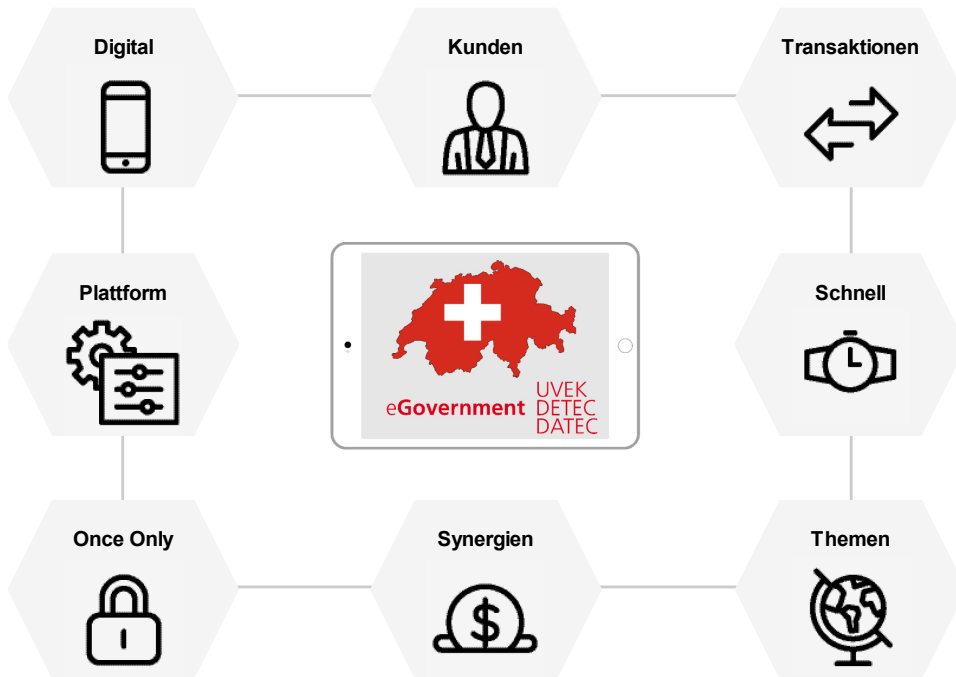 Digital
Kunden
Transaktionen
Plattform
Schnell
eGovernment
UVEK
DETEC
DATEC
Once Only
Synergien
Themen
$